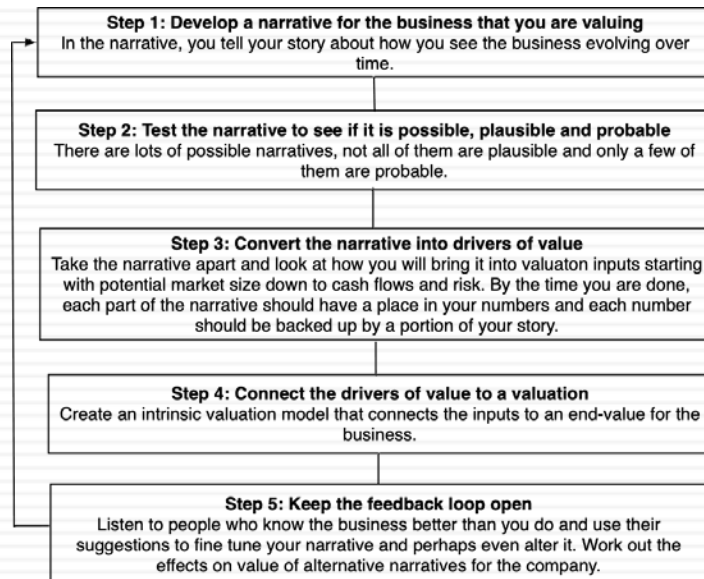 Step 1: Develop a narrative for the business that you are valuing
In the narrative, you tell your story about how you see the business evolving over
time.
Step 2: Test the narrative to see if it is possible, plausible and probable
There are lots of possible narratives, not all of them are plausible and only a few of
them are probable.
Step 3: Convert the narrative into drivers of value
Take the narrative apart and look at how you will bring it into valuaton inputs starting
with potential market size down to cash flows and risk. By the time you are done,
each part of the narrative should have a place in your numbers and each number
should be backed up by a portion of your story.
Step 4: Connect the drivers of value to a valuation
Create an intrinsic valuation model that connects the inputs to an end-value for the
business.
Step 5: Keep the feedback loop open
Listen to people who know the business better than you do and use their
suggestions to fine tune your narrative and perhaps even alter it. Work out the
effects on value of alternative narratives for the company.